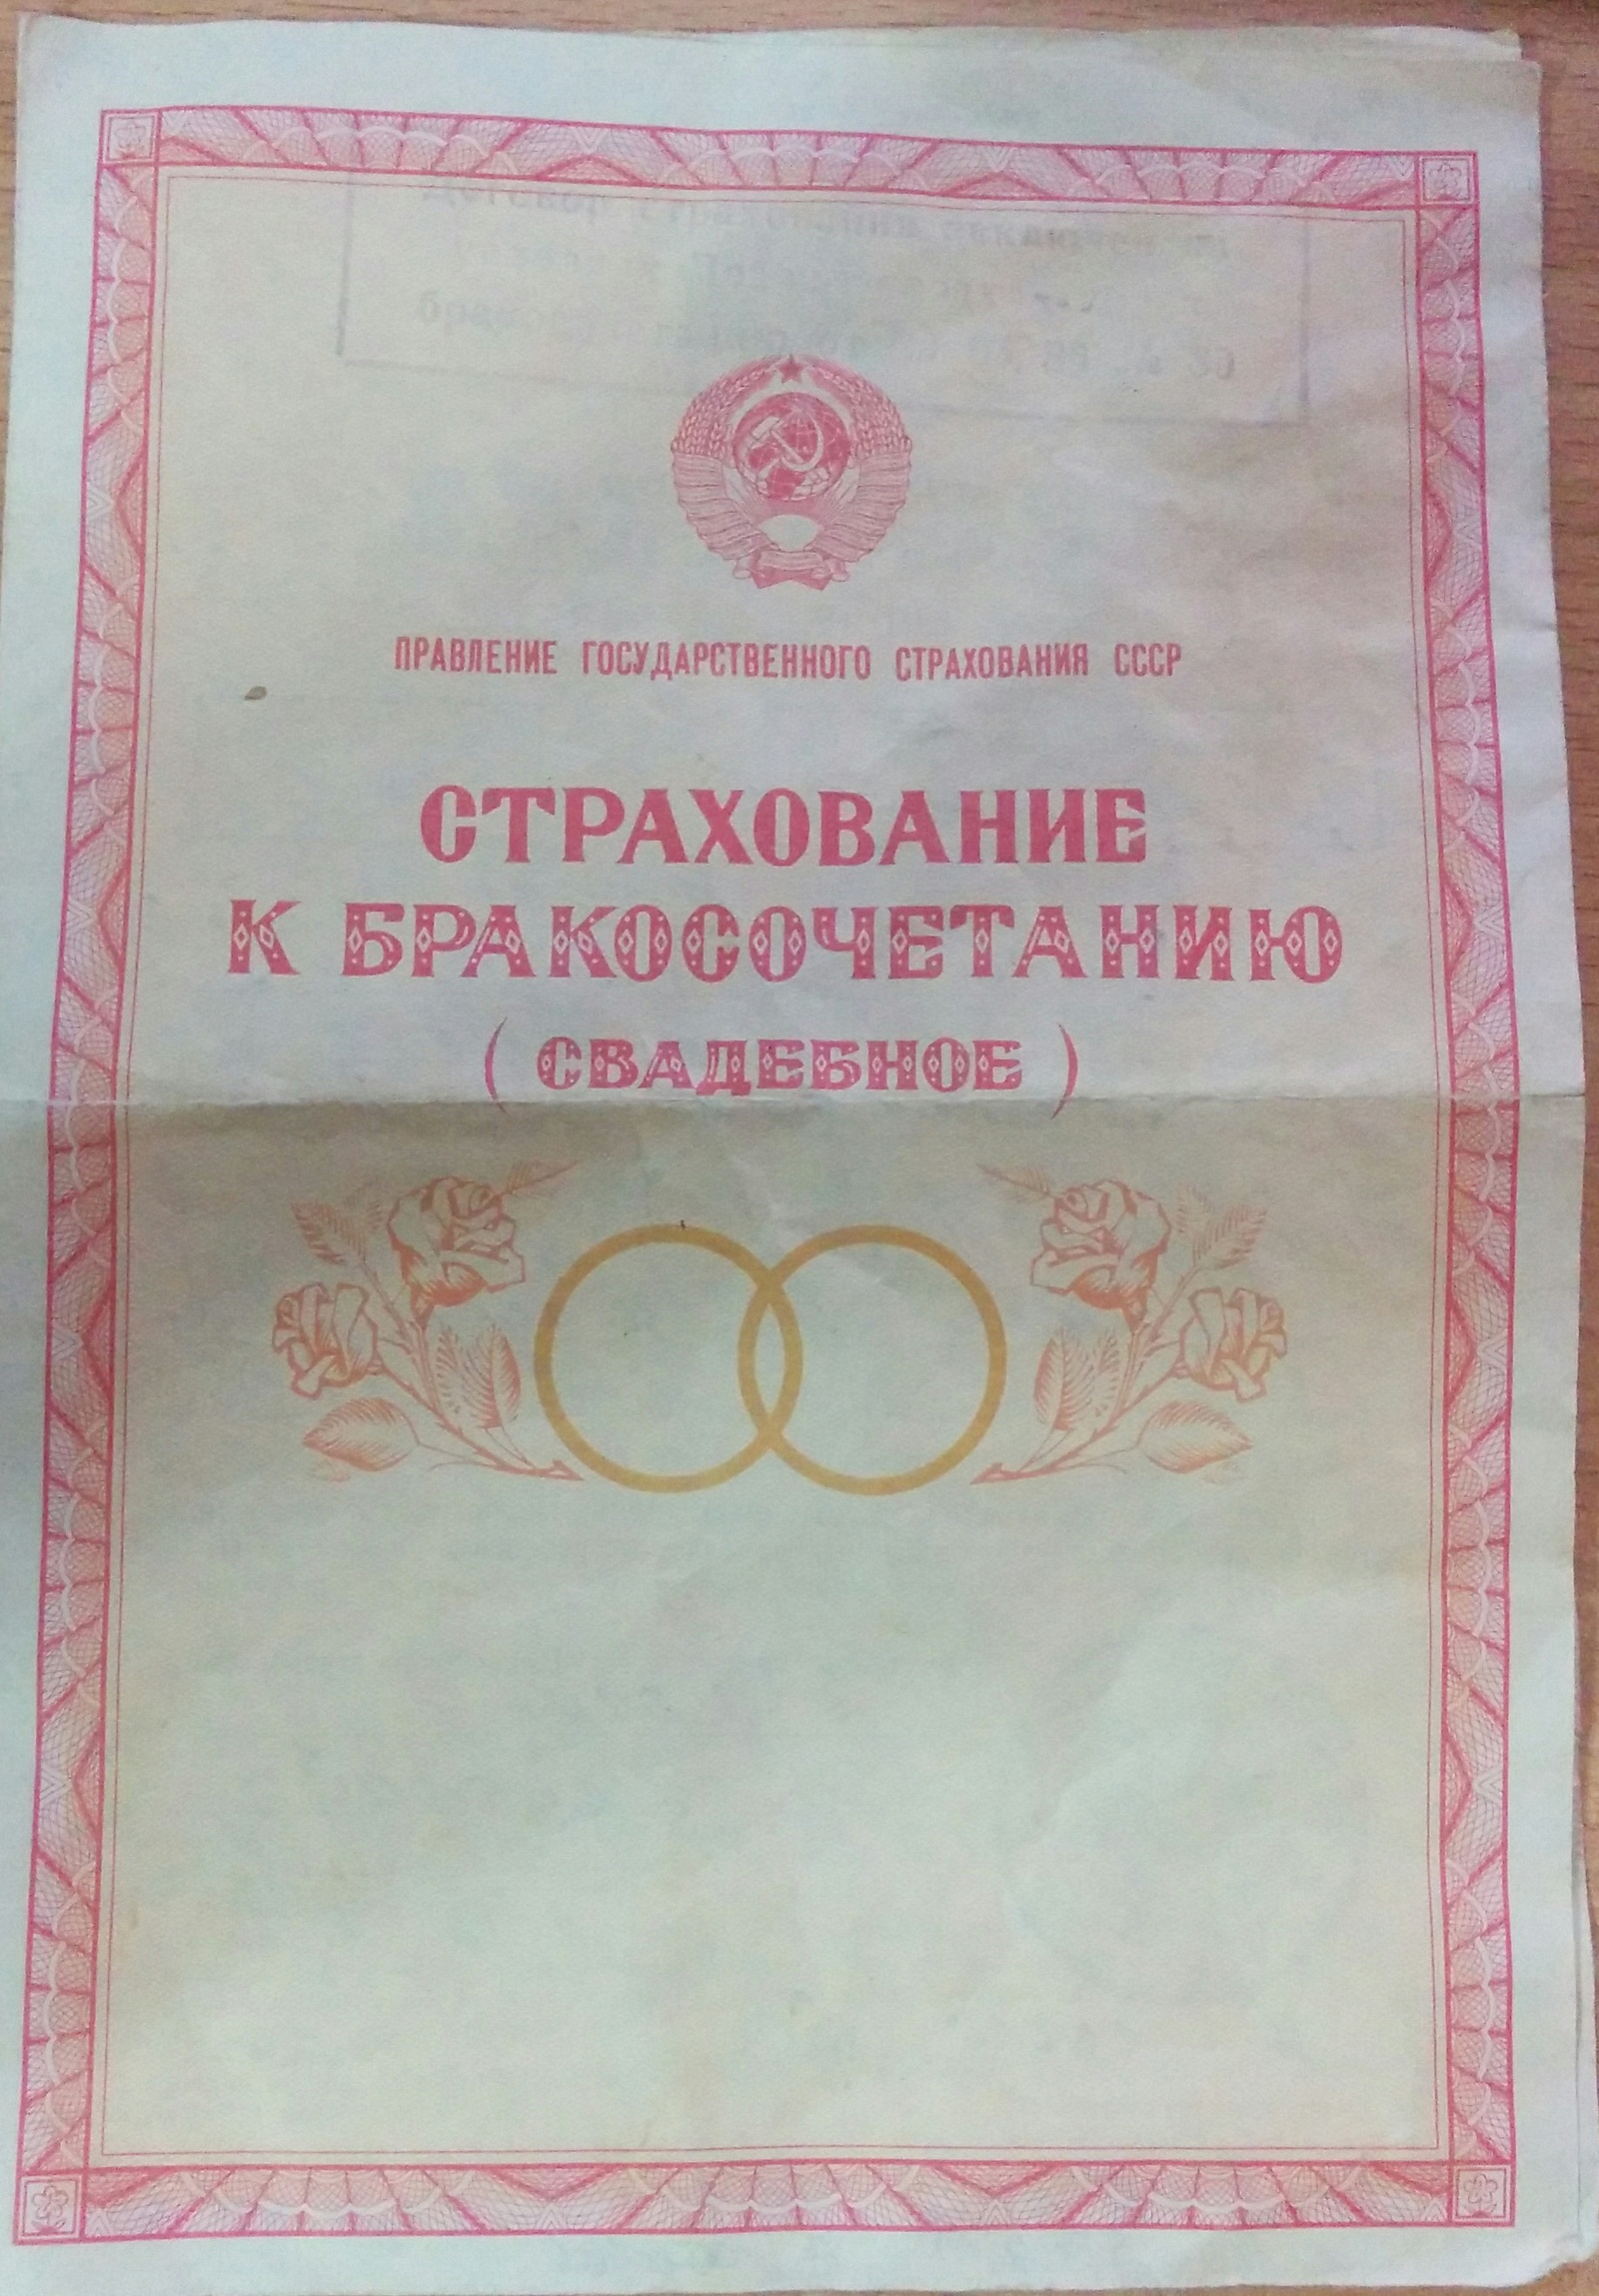 ПРАВЛЕНИЕ ГОСУДАРСТВЕННОГО СТРАХОВАНИЯ СССР
СТРАХОВАНИЕ
К БРАКОСОЧЕТАНИЮ
( СВАДЕБНОЕ )